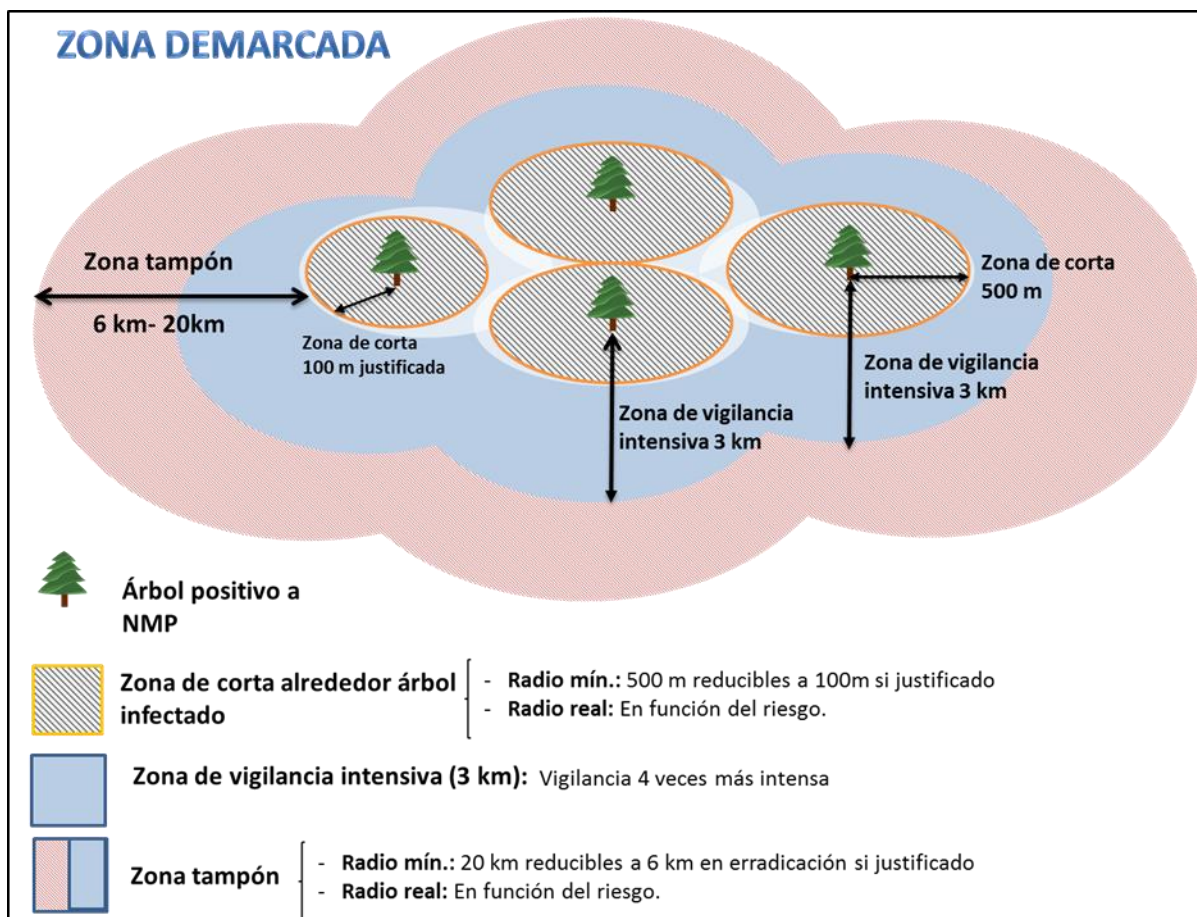 ZONA DEMARCADA
Zona tampón
6 km- 20km
Zona de corta
100 m justificada
Zona de vigilancia
intensiva 3 km
Zona de corta
500 m
Zona de vigilancia
intensiva 3 km
Árbol positivo a
NMP
Zona de corta alrededor árbol
infectado
- Radio mín.: 500 m reducibles a 100m si justificado
- Radio real: En función del riesgo.
Zona de vigilancia intensiva (3 km): Vigilancia 4 veces más intensa
Zona tampón
- Radio mín.: 20 km reducibles a 6 km en erradicación si justificado
- Radio real: En función del riesgo.